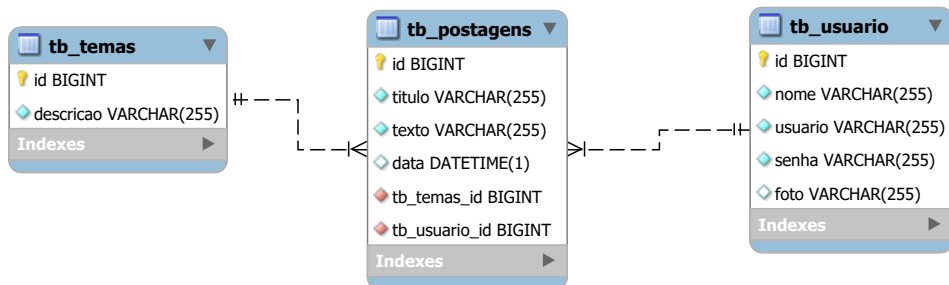 tb_temas
id BIGINT
descricao VARCHAR(255)
Indexes
tb_postagens
id BIGINT
titulo VARCHAR(255)
texto VARCHAR(255)
data DATETIME(1)
tb_temas_id BIGINT
tb_usuario_id BIGINT
Indexes
tb_usuario
id BIGINT
nome VARCHAR(255)
usuario VARCHAR(255)
senha VARCHAR(255)
foto VARCHAR(255)
Indexes